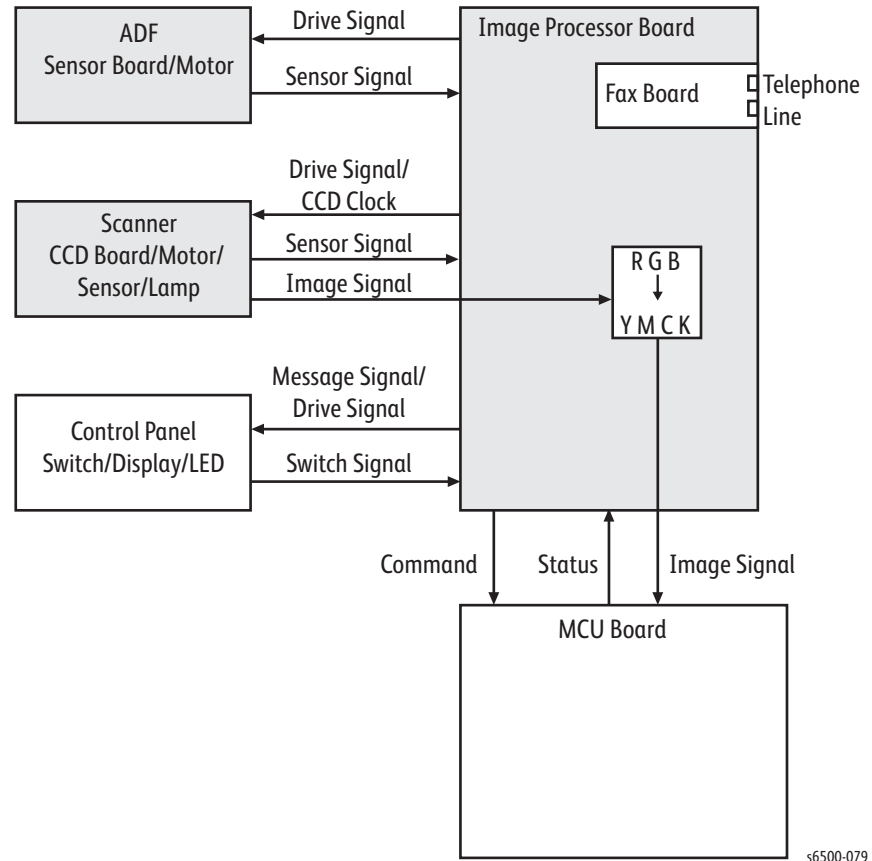 ADF
Sensor Board/Motor
Drive Signal
Sensor Signal
Image Processor Board
Fax Board
Telephone
Line
Scanner
CCD Board/Motor/
Sensor/Lamp
Drive Signal/
CCD Clock
Sensor Signal
Image Signal
R G B
Y M C K
Control Panel
Switch/Display/LED
Message Signal/
Drive Signal
Switch Signal
Command
Status
Image Signal
MCU Board
s6500-079